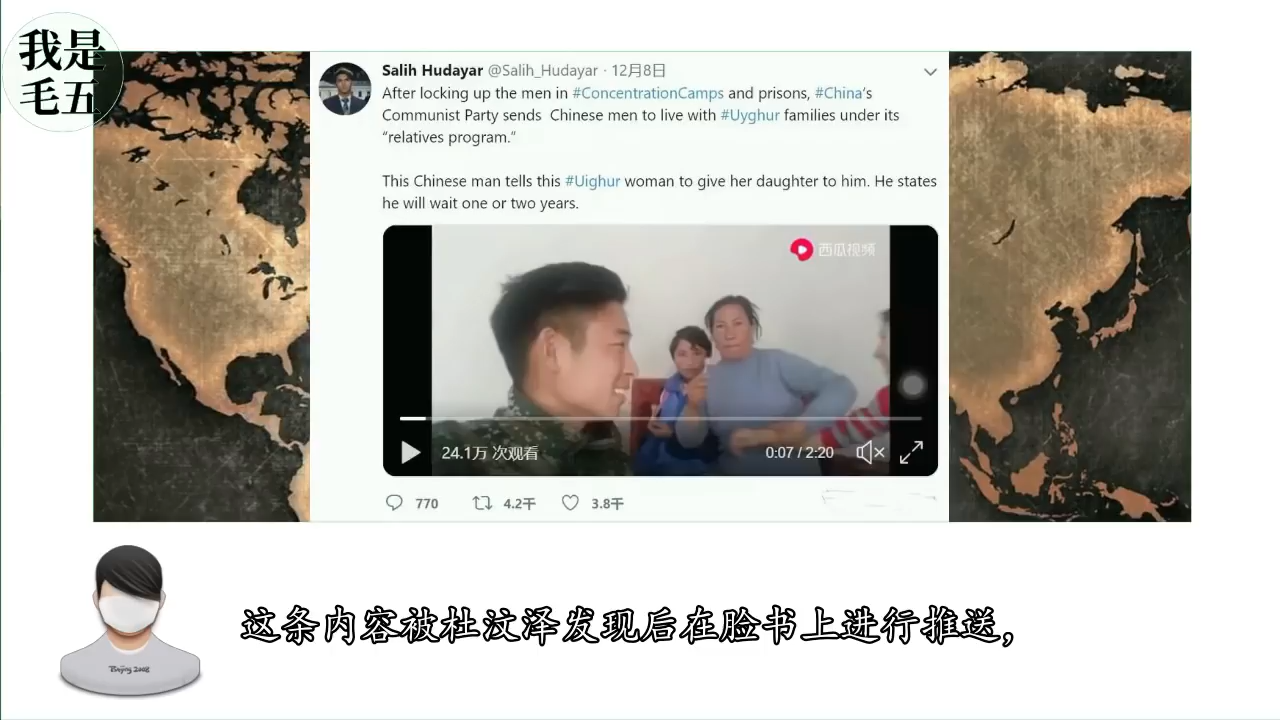 我是
毛五
Salih Hudayar @Salih_Hudayar · 12月8日
After locking up the men in #ConcentrationCamps and prisons, #China's
Communist Party sends Chinese men to live with #Uyghur families under its
“relatives program.”
This Chinese man tells this #Uighur woman to give her daughter to him. He states
he will wait one or two years.
西瓜视频
24.1万 次观看
0:07 / 2:20
770
4.2千
3.8千
Beijing 2008
这条内容被杜汶泽发现后在脸书上进行推送，